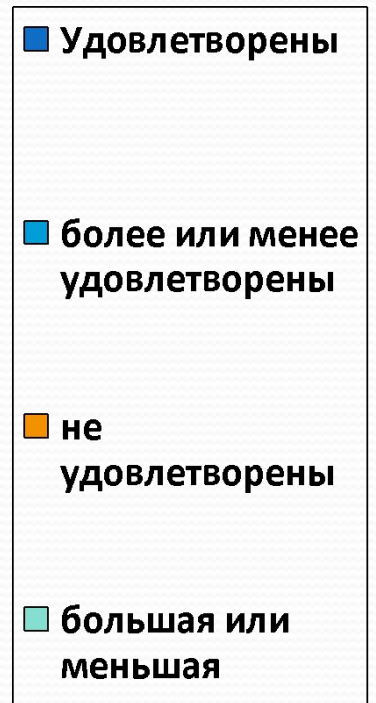 Удовлетворены
более или менее
удовлетворены
не
удовлетворены
большая или
меньшая